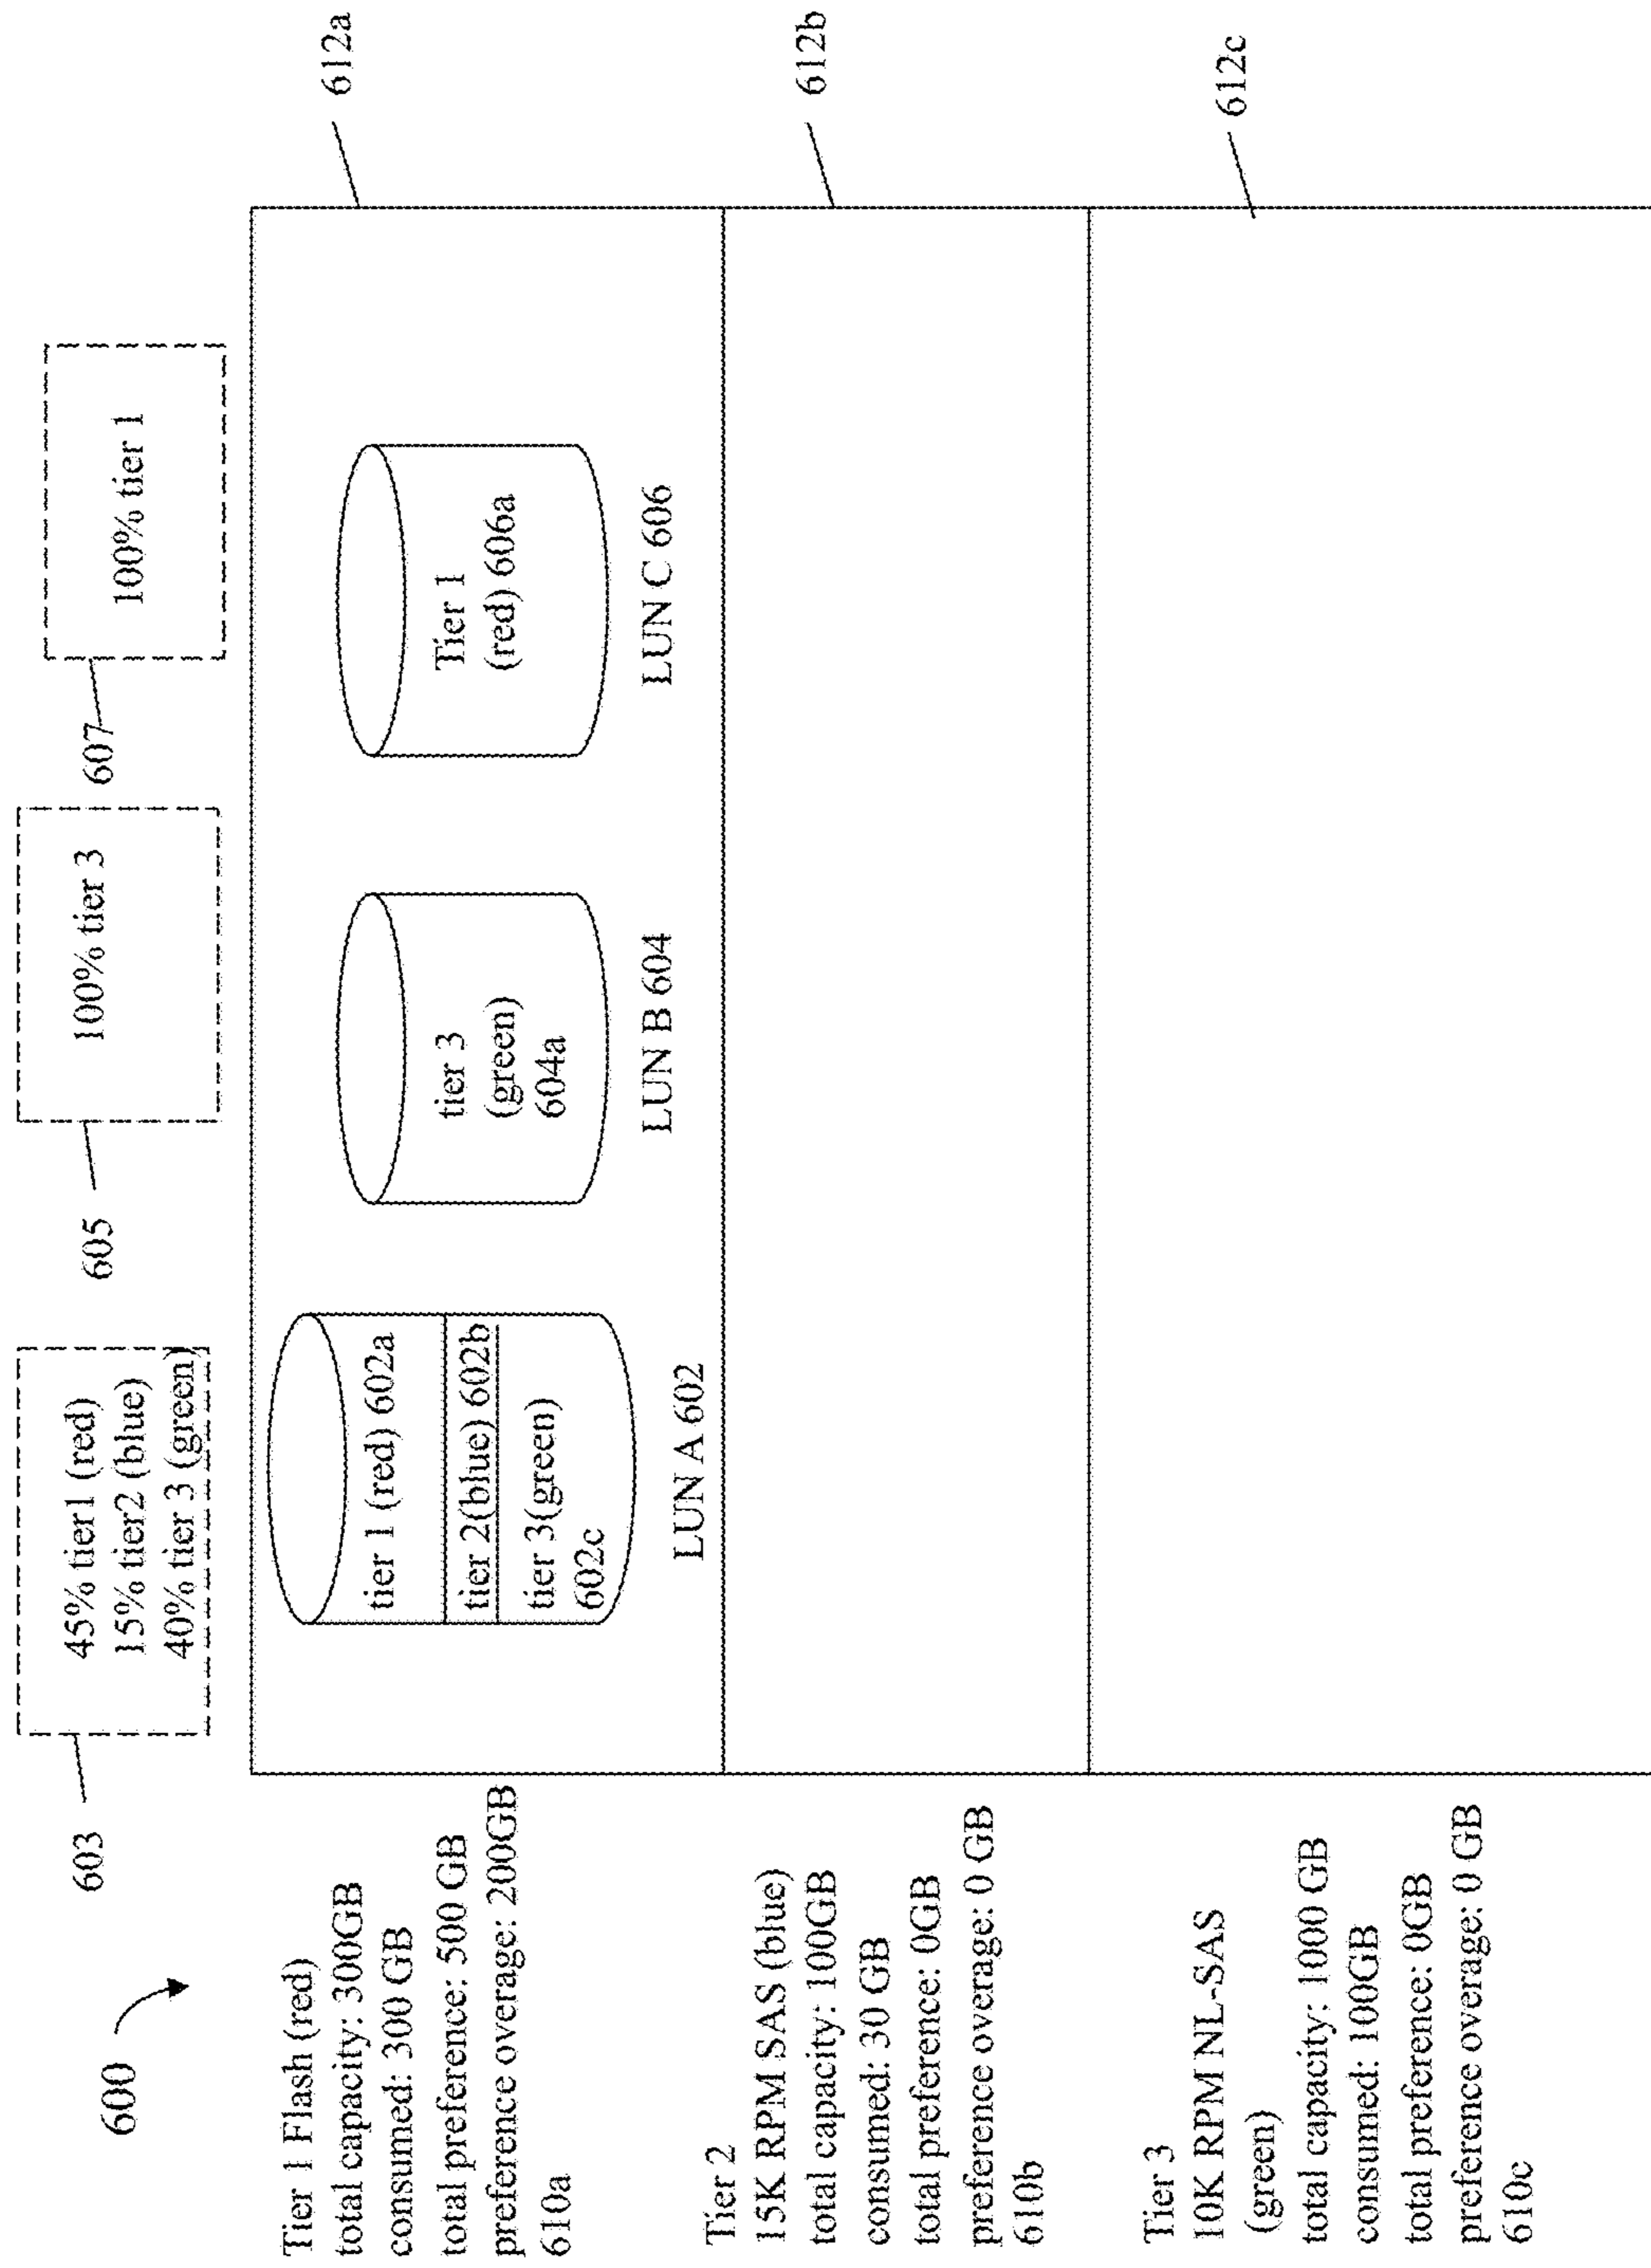 600
603
45% tier1 (red)
15% tier2 (blue)
40% tier 3 (green)
605
100% tier 3
607
100% tier 1
Tier 1 Flash (red)
total capacity: 300GB
consumed: 300 GB
total preference: 500 GB
preference overage: 200GB
610a
tier 1 (red) 602a
tier 2(blue) 602b
tier 3(green)
602c
LUN A 602
tier 3
(green)
604a
LUN B 604
Tier 1
(red) 606a
LUN C 606
612a
Tier 2
15K RPM SAS (blue)
total capacity: 100GB
consumed: 30 GB
total preference: 0GB
preference overage: 0 GB
610b
612b
Tier 3
10K RPM NL-SAS
(green)
total capacity: 1000 GB
consumed: 100GB
total preference: 0GB
preference overage: 0 GB
610c
612c